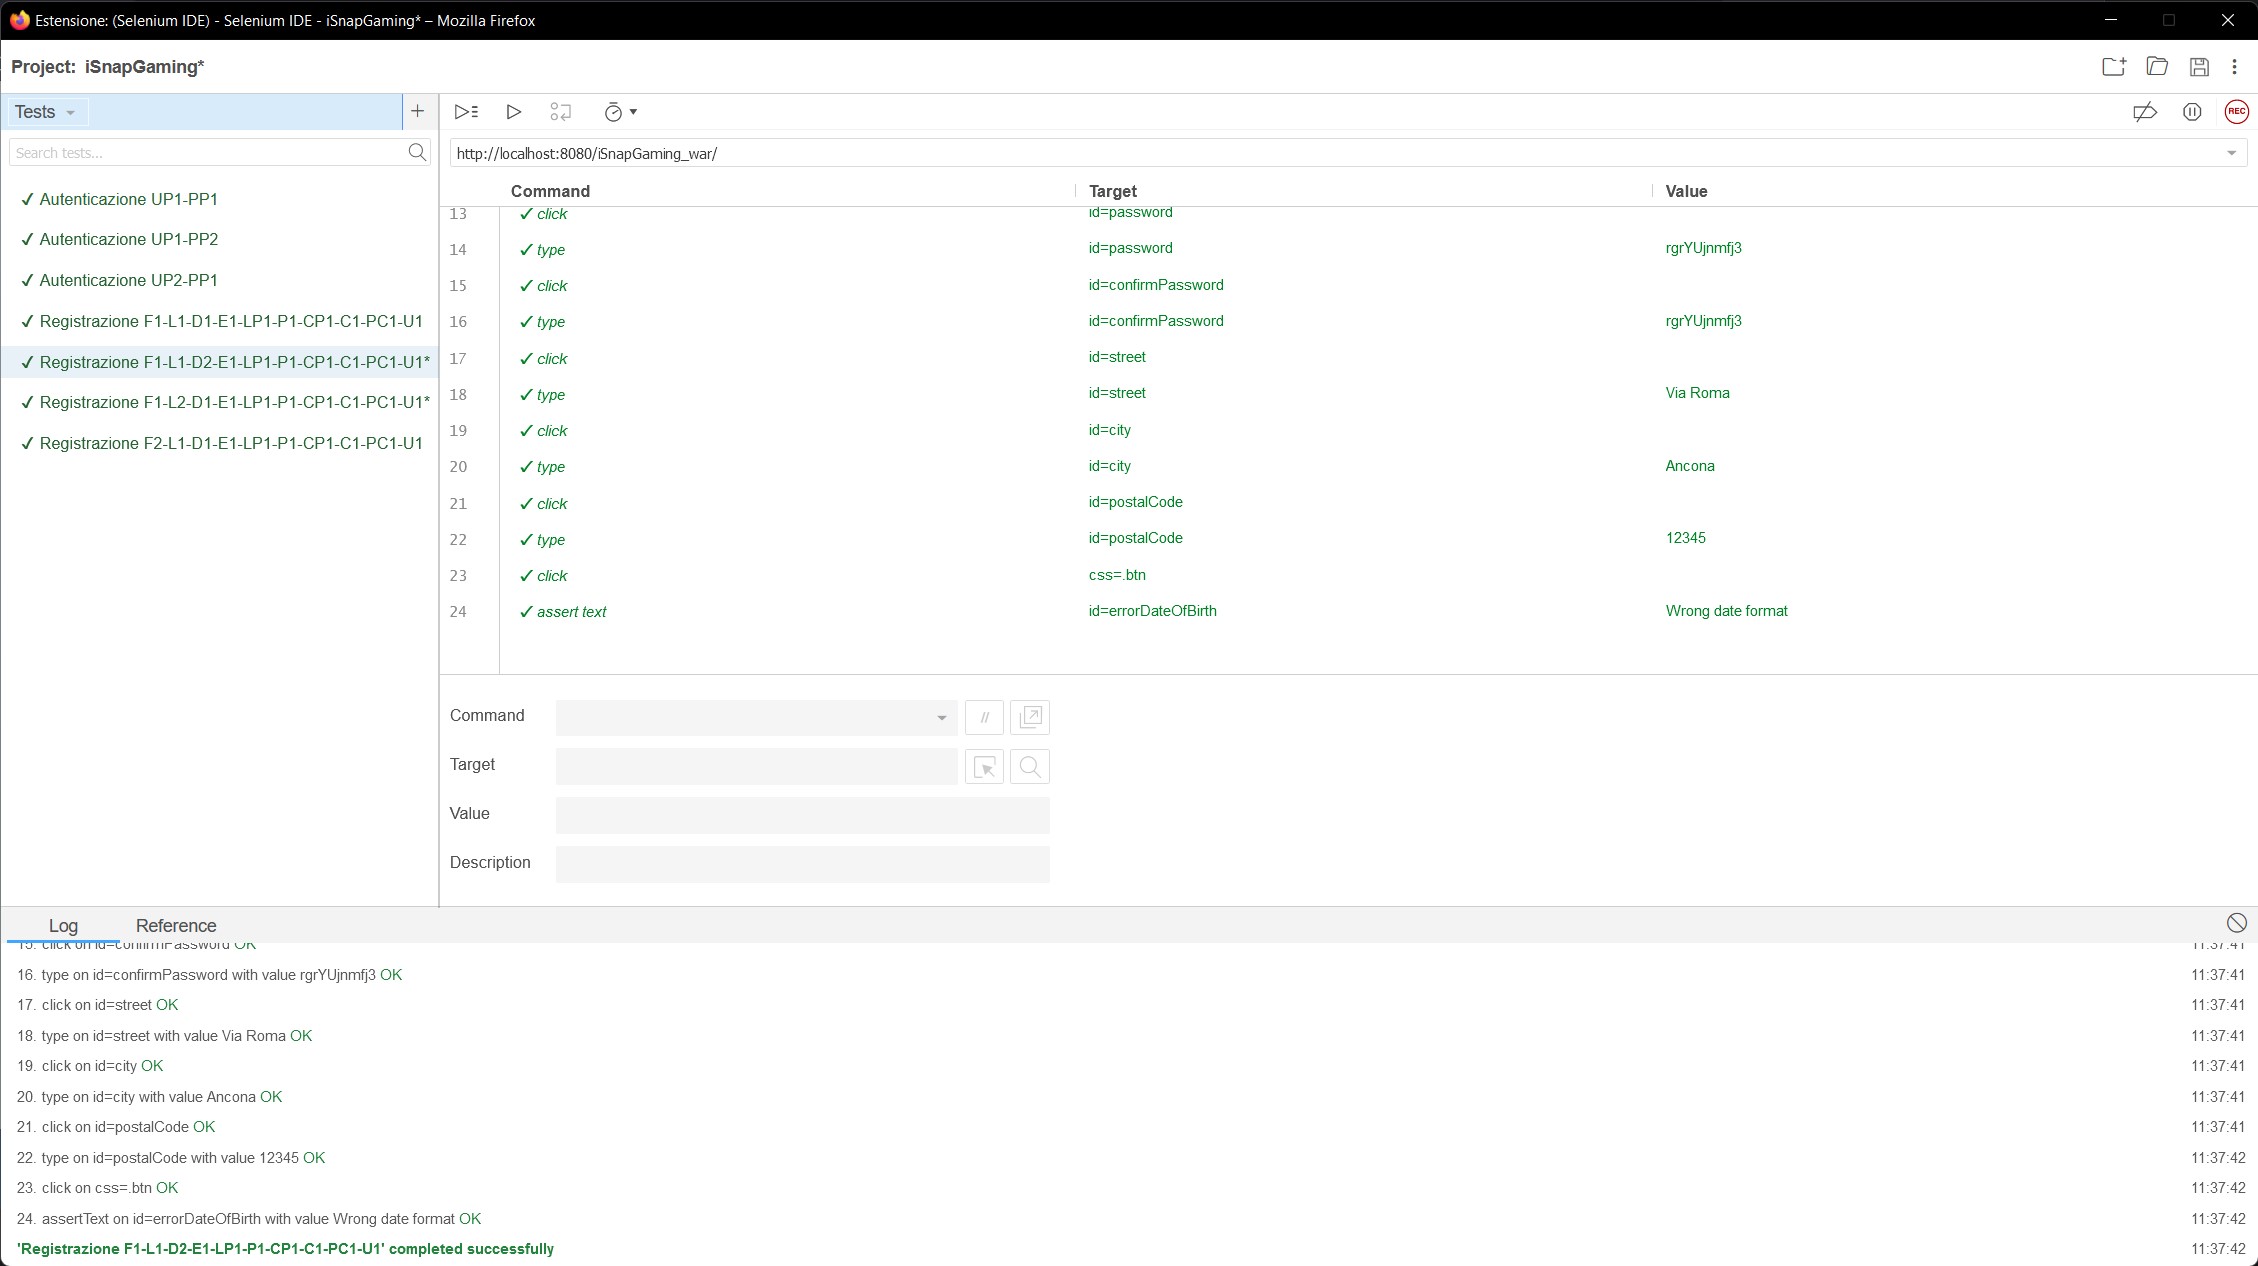 Estensione: (Selenium IDE) - Selenium IDE - iSnapGaming* – Mozilla Firefox
Project: iSnapGaming*
Tests
+
Search tests...
✓ Autenticazione UP1-PP1
✓ Autenticazione UP1-PP2
✓ Autenticazione UP2-PP1
✓ Registrazione F1-L1-D1-E1-LP1-P1-CP1-C1-PC1-U1
✓ Registrazione F1-L1-D2-E1-LP1-P1-CP1-C1-PC1-U1*
✓ Registrazione F1-L2-D1-E1-LP1-P1-CP1-C1-PC1-U1*
✓ Registrazione F2-L1-D1-E1-LP1-P1-CP1-C1-PC1-U1
REC
http://localhost:8080/iSnapGaming_war/
Command Target Value
13 ✓ click id=password
14 ✓ type id=password rgrYUjnmfj3
15 ✓ click id=confirmPassword
16 ✓ type id=confirmPassword rgrYUjnmfj3
17 ✓ click id=street
18 ✓ type id=street Via Roma
19 ✓ click id=city
20 ✓ type id=city Ancona
21 ✓ click id=postalCode
22 ✓ type id=postalCode 12345
23 ✓ click css=.btn
24 ✓ assert text id=errorDateOfBirth Wrong date format
Command //
Target
Value
Description
Log Reference
15. click on id=confirmPassword OK 11:37:41
16. type on id=confirmPassword with value rgrYUjnmfj3 OK 11:37:41
17. click on id=street OK 11:37:41
18. type on id=street with value Via Roma OK 11:37:41
19. click on id=city OK 11:37:41
20. type on id=city with value Ancona OK 11:37:41
21. click on id=postalCode OK 11:37:41
22. type on id=postalCode with value 12345 OK 11:37:42
23. click on css=.btn OK 11:37:42
24. assertText on id=errorDateOfBirth with value Wrong date format OK 11:37:42
'Registrazione F1-L1-D2-E1-LP1-P1-CP1-C1-PC1-U1' completed successfully 11:37:42